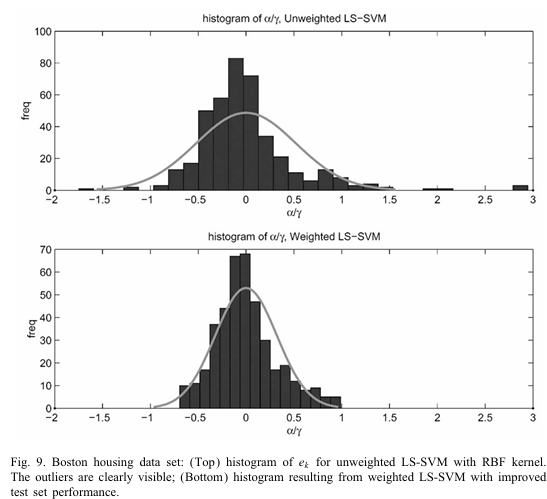 histogram of α/γ, Unweighted LS−SVM
100
80
60
40
20
0
freq
−2 −1.5 −1 −0.5 0 0.5 1 1.5 2 2.5 3
α/γ
histogram of α/γ, Weighted LS−SVM
70
60
50
40
30
20
10
0
freq
−2 −1.5 −1 −0.5 0 0.5 1 1.5 2 2.5 3
α/γ
Fig. 9. Boston housing data set: (Top) histogram of eₖ for unweighted LS-SVM with RBF kernel.
The outliers are clearly visible; (Bottom) histogram resulting from weighted LS-SVM with improved
test set performance.